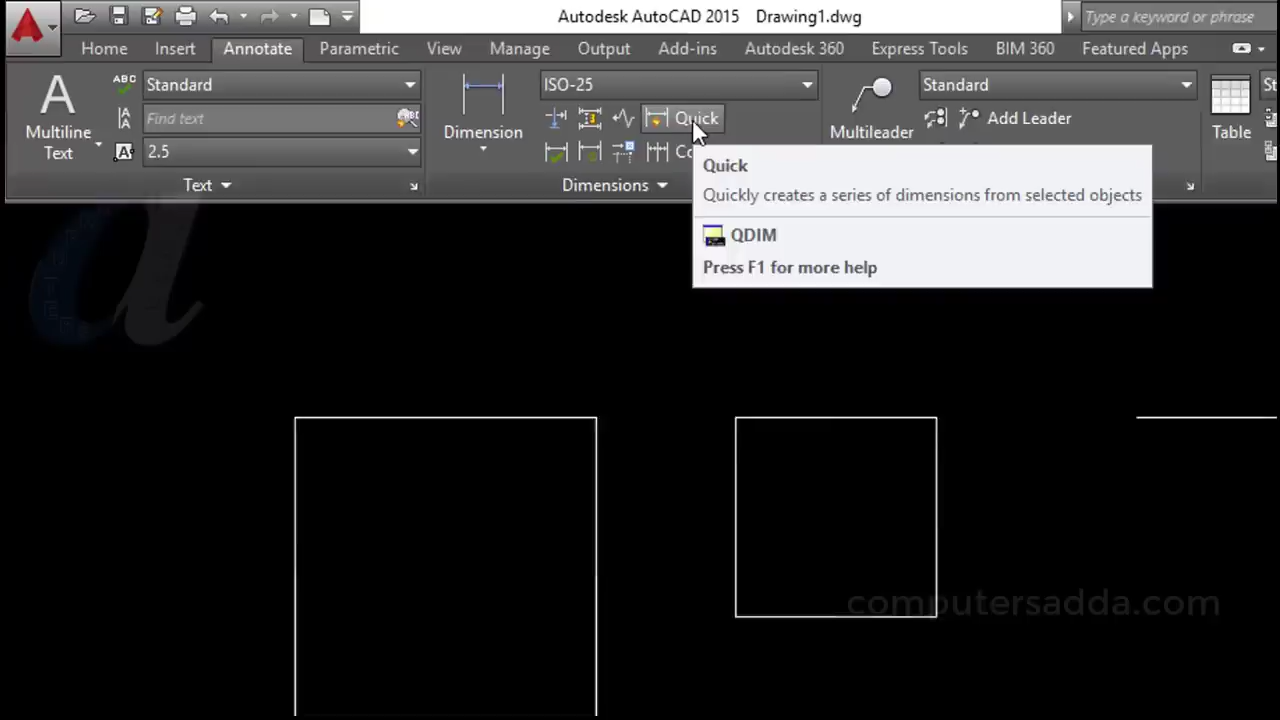 Autodesk AutoCAD 2015 Drawing1.dwg
Type a keyword or phrase
Home Insert Annotate Parametric View Manage Output Add-ins Autodesk 360 Express Tools BIM 360 Featured Apps
Multiline
Text
ABC
Standard
Find text
2.5
Text
Dimension
ISO-25
Quick
Dimensions
Multileader
Standard
Add Leader
Table
Quick
Quickly creates a series of dimensions from selected objects
QDIM
Press F1 for more help
computersadda.com